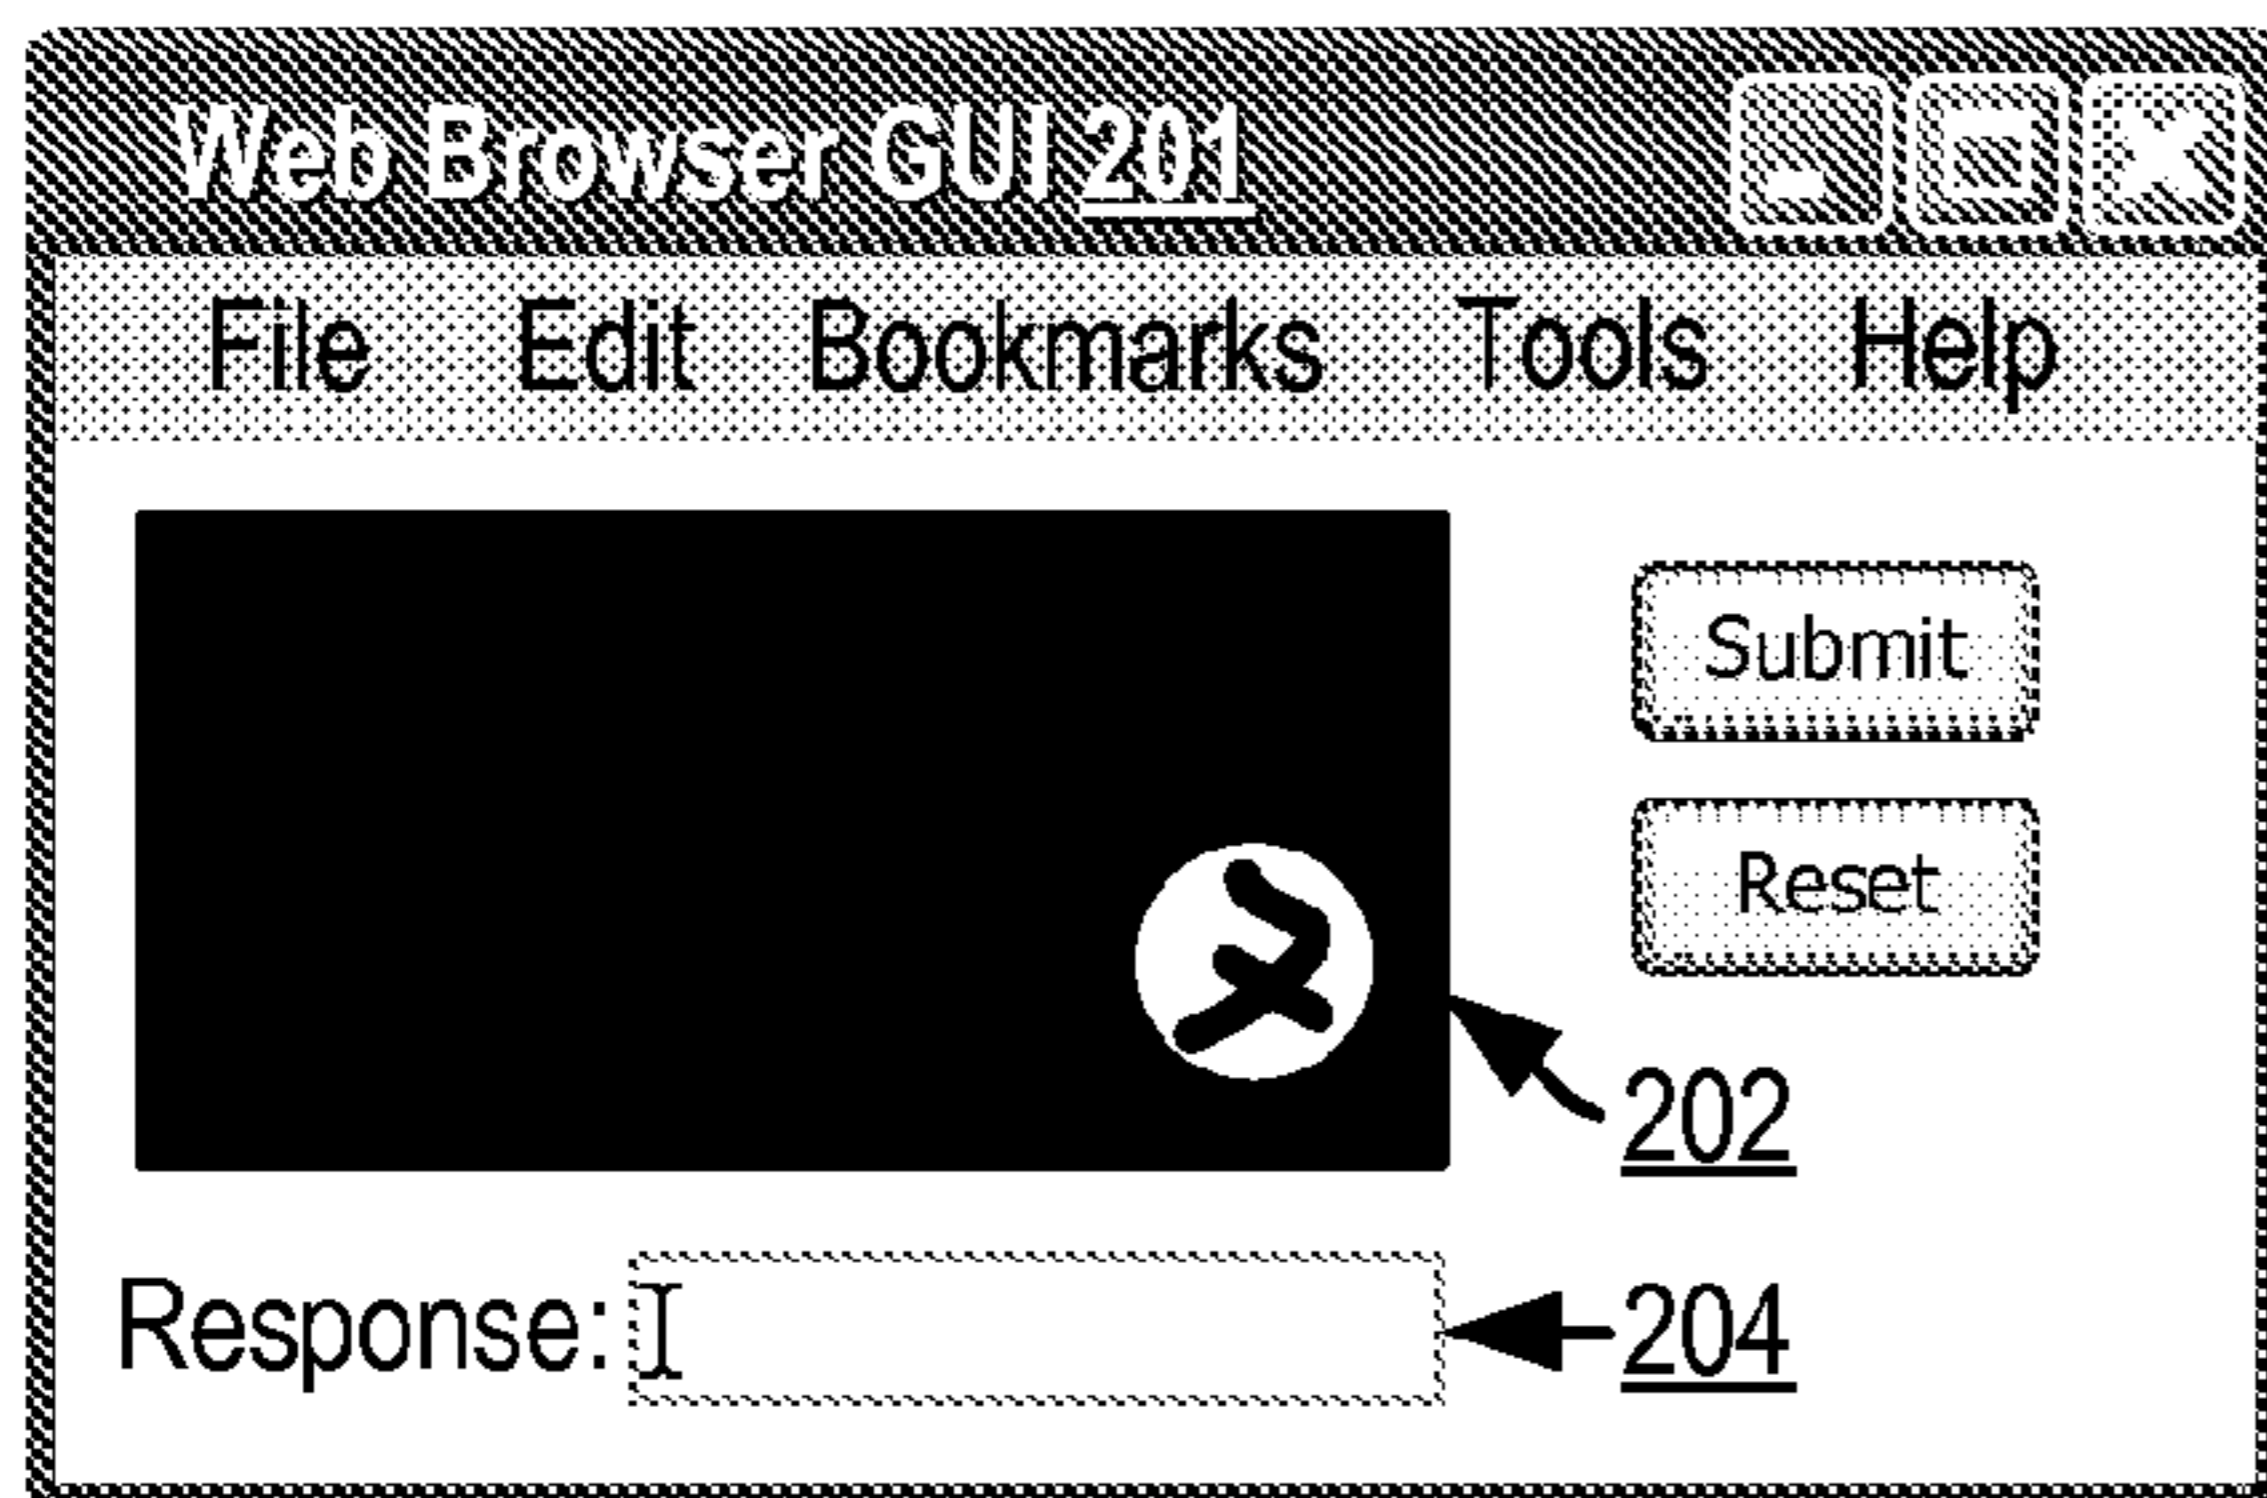 Web Browser GUI 201
File Edit Bookmarks Tools Help
Submit
Reset
202
Response:
204